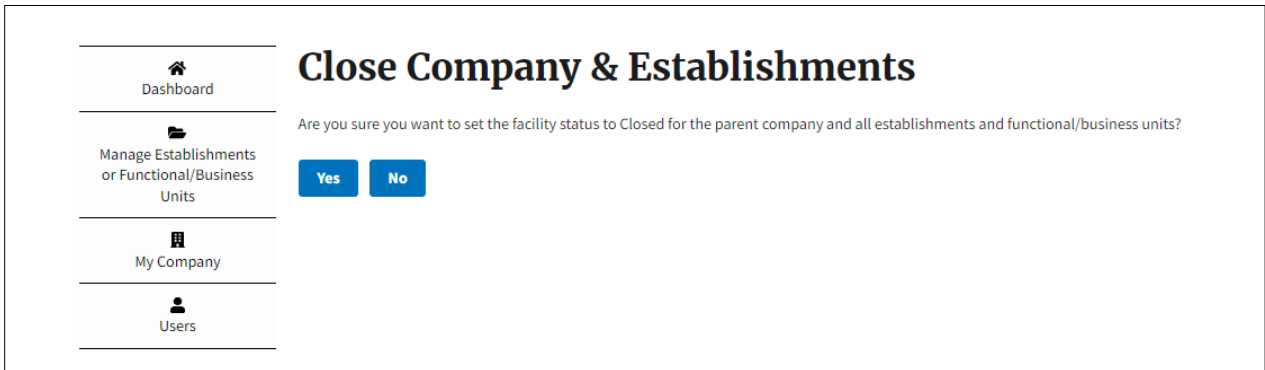 Dashboard
Manage Establishments
or Functional/Business
Units
My Company
Users
Close Company & Establishments
Are you sure you want to set the facility status to Closed for the parent company and all establishments and functional/business units?
Yes
No